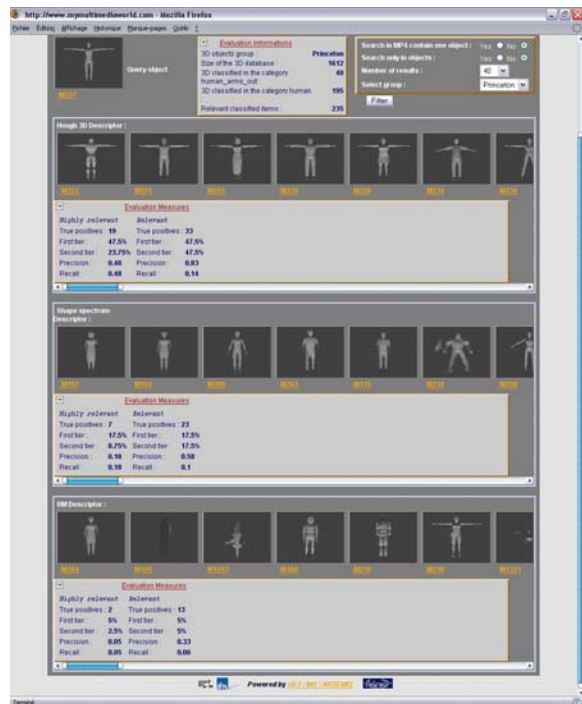 http://www.mymultimediaworld.com - Mozilla Firefox
Fichier Edition Affichage Historique Marque-pages Outils ?
Query object
M237
Evaluation Informations
3D objects group : Princeton
Size of the 3D database : 1612
3D classified in the category human_arms_out 40
3D classified in the category human 195
Relevant classified items : 235
Search in MP4 contain one object : Yes No
Search only in objects : Yes No
Number of results : 40
Select group : Princeton
Filter
Hough 3D Descriptor :
Evaluation Measures
Highly relevant Relevant
True positives : 19 True positives : 33
First tier : 47.5% First tier : 47.5%
Second tier : 23.75% Second tier : 47.5%
Precision : 0.48 Precision : 0.83
Recall : 0.48 Recall : 0.14
Shape spectrum
Descriptor :
Evaluation Measures
Highly relevant Relevant
True positives : 7 True positives : 23
First tier : 17.5% First tier : 17.5%
Second tier : 8.75% Second tier : 17.5%
Precision : 0.18 Precision : 0.58
Recall : 0.18 Recall : 0.1
Descriptor :
Evaluation Measures
Highly relevant Relevant
True positives : 2 True positives : 13
First tier : 5% First tier : 5%
Second tier : 2.5% Second tier : 5%
Precision : 0.05 Precision : 0.33
Recall : 0.05 Recall : 0.06
Powered by
Terminé